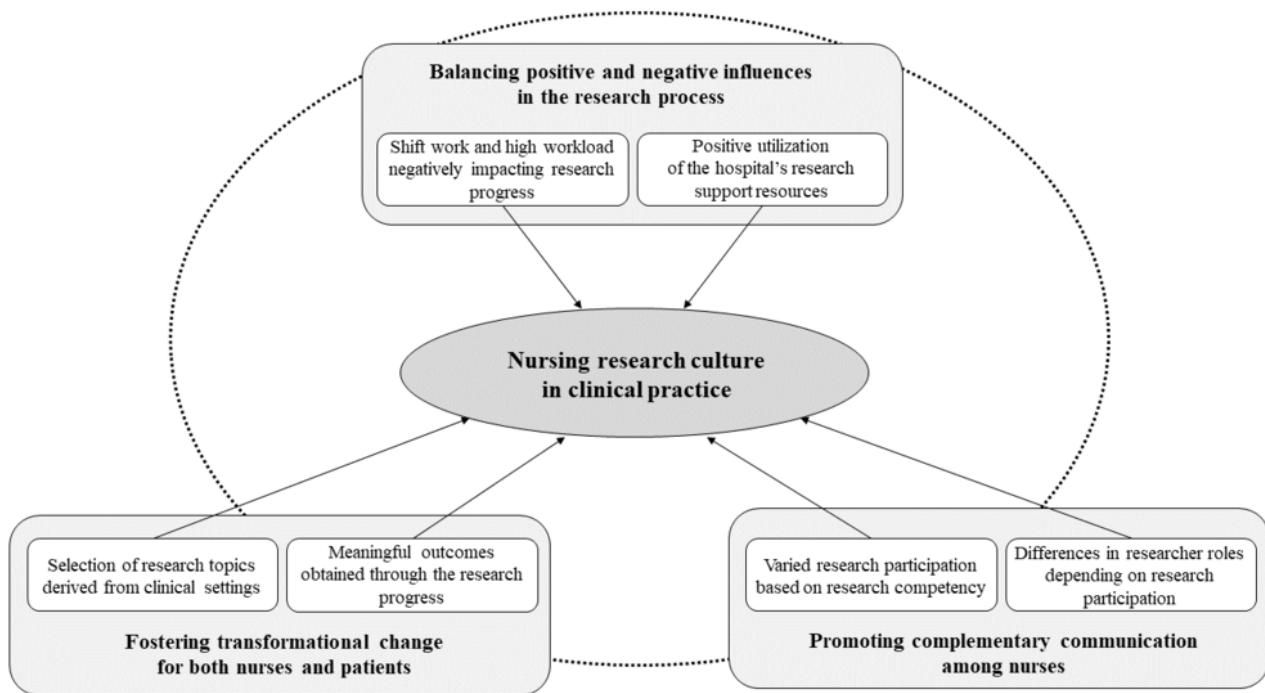 Balancing positive and negative influences
in the research process
Shift work and high workload
negatively impacting research
progress
Positive utilization
of the hospital’s research
support resources
Nursing research culture
in clinical practice
Selection of research topics
derived from clinical settings
Meaningful outcomes
obtained through the research
progress
Fostering transformational change
for both nurses and patients
Varied research participation
based on research competency
Differences in researcher roles
depending on research
participation
Promoting complementary communication
among nurses